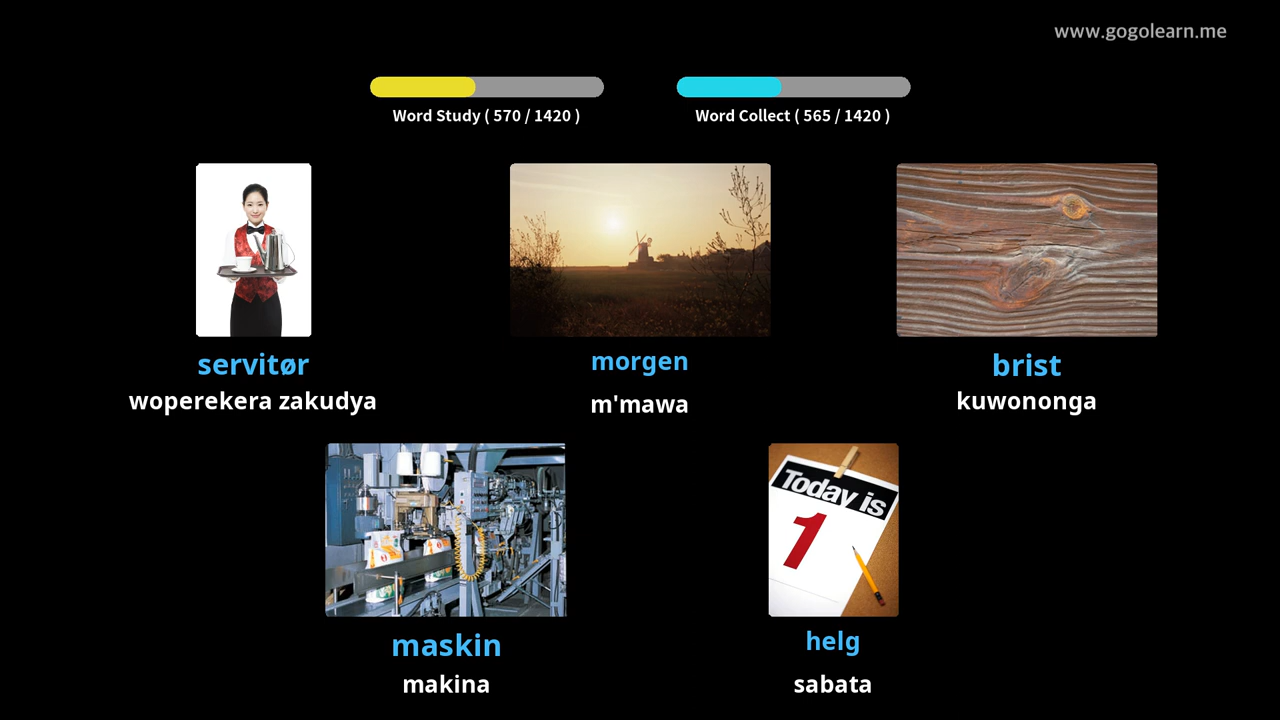 www.gogolearn.me
Word Study ( 570 / 1420 )
Word Collect ( 565 / 1420 )
servitør
woperekera zakudya
morgen
m'mawa
brist
kuwononga
maskin
makina
Today is
1
helg
sabata